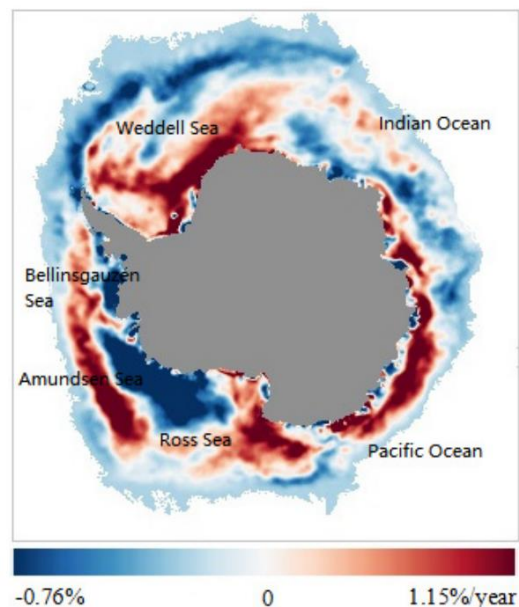 Weddell Sea
Indian Ocean
Bellinsgauzen
Sea
Amundsen Sea
Ross Sea
Pacific Ocean
-0.76% 0 1.15%/year